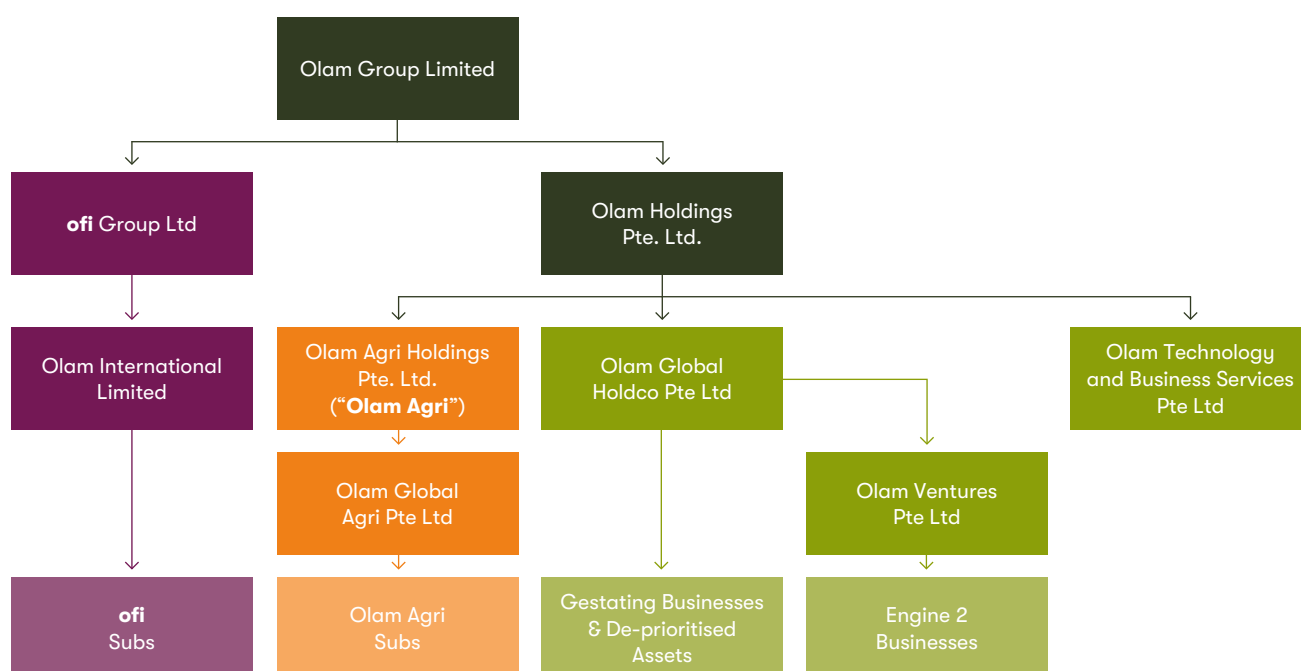 Olam Group Limited
ofi Group Ltd
Olam Holdings
Pte. Ltd.
Olam International
Limited
Olam Agri Holdings
Pte. Ltd.
(“Olam Agri”)
Olam Global
Holdco Pte Ltd
Olam Technology
and Business Services
Pte Ltd
Olam Global
Agri Pte Ltd
Olam Ventures
Pte Ltd
ofi
Subs
Olam Agri
Subs
Gestating Businesses
& De-prioritised
Assets
Engine 2
Businesses